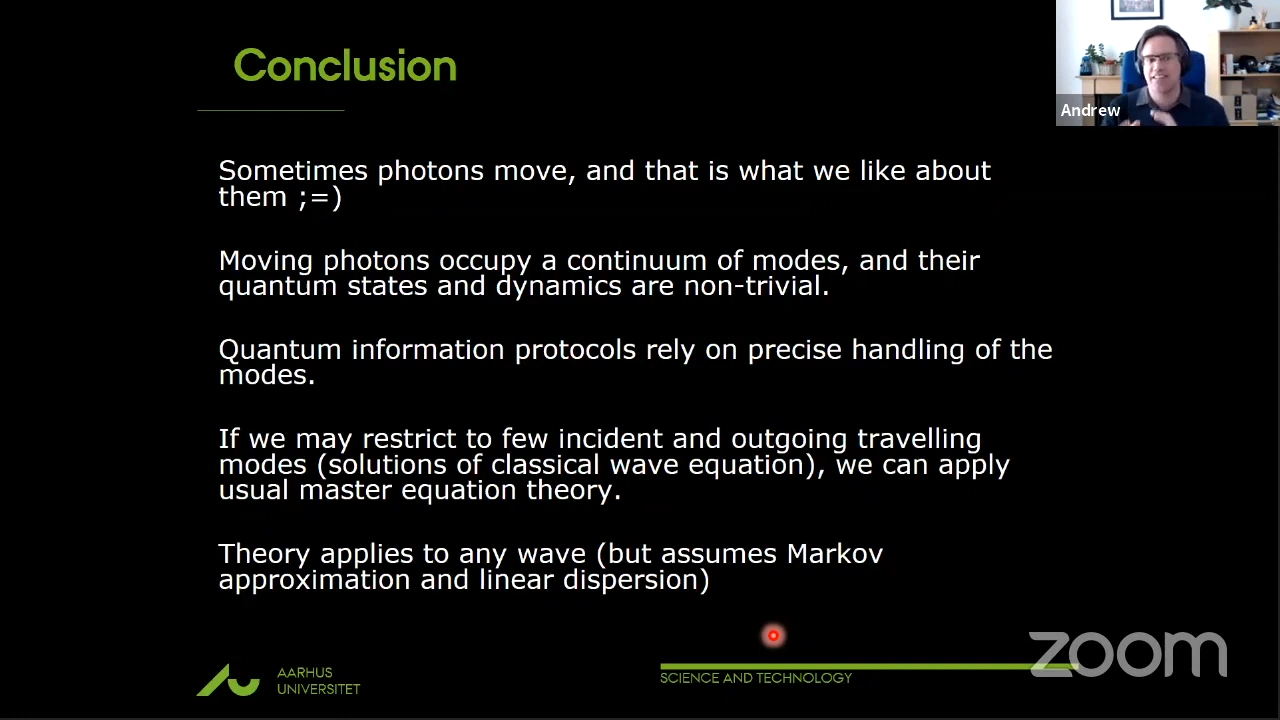 Conclusion
Andrew
Sometimes photons move, and that is what we like about
them ;=)
Moving photons occupy a continuum of modes, and their
quantum states and dynamics are non-trivial.
Quantum information protocols rely on precise handling of the
modes.
If we may restrict to few incident and outgoing travelling
modes (solutions of classical wave equation), we can apply
usual master equation theory.
Theory applies to any wave (but assumes Markov
approximation and linear dispersion)
AARHUS
UNIVERSITET
SCIENCE AND TECHNOLOGY
zoom